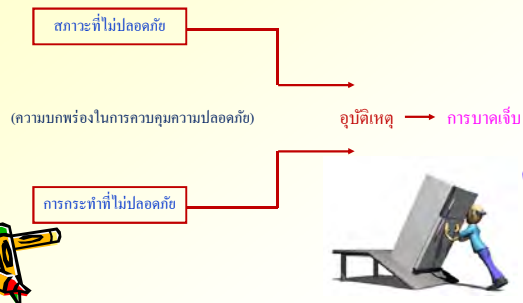 สภาวะที่ไม่ปลอดภัย
(ความบกพร่องในการควบคุมความปลอดภัย)
อุบัติเหตุ
การบาดเจ็บ
การกระทำที่ไม่ปลอดภัย